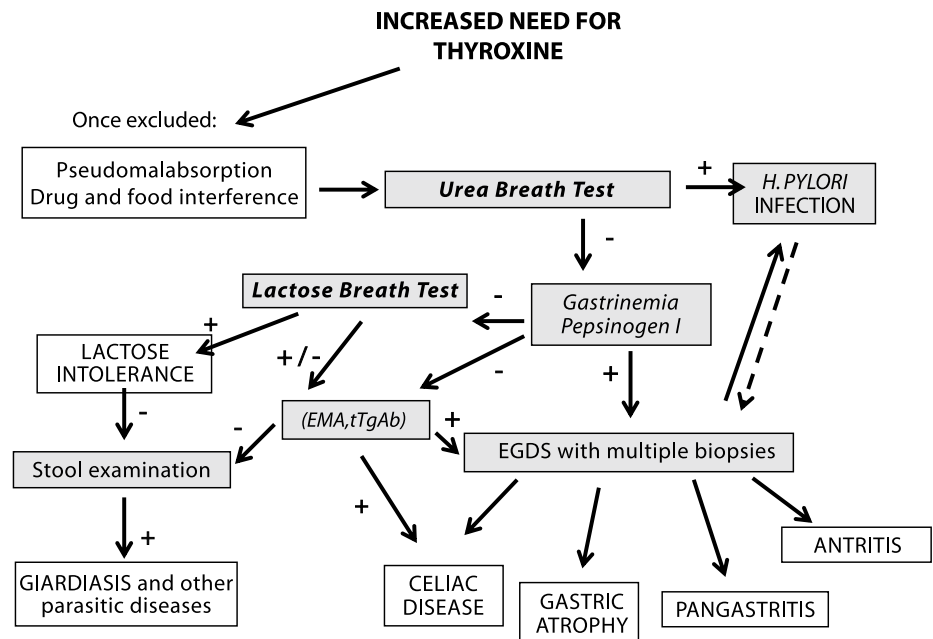 INCREASED NEED FOR
THYROXINE
Once excluded:
Pseudomalabsorption
Drug and food interference
Urea Breath Test
+
H. PYLORI
INFECTION
-
Lactose Breath Test
-
Gastrinemia
Pepsinogen I
+
LACTOSE
INTOLERANCE
+ / -
-
+
-
(EMA,tTgAb)
-
+
EGDS with multiple biopsies
Stool examination
+
+
ANTRITIS
GIARDIASIS and other
parasitic diseases
CELIAC
DISEASE
GASTRIC
ATROPHY
PANGASTRITIS